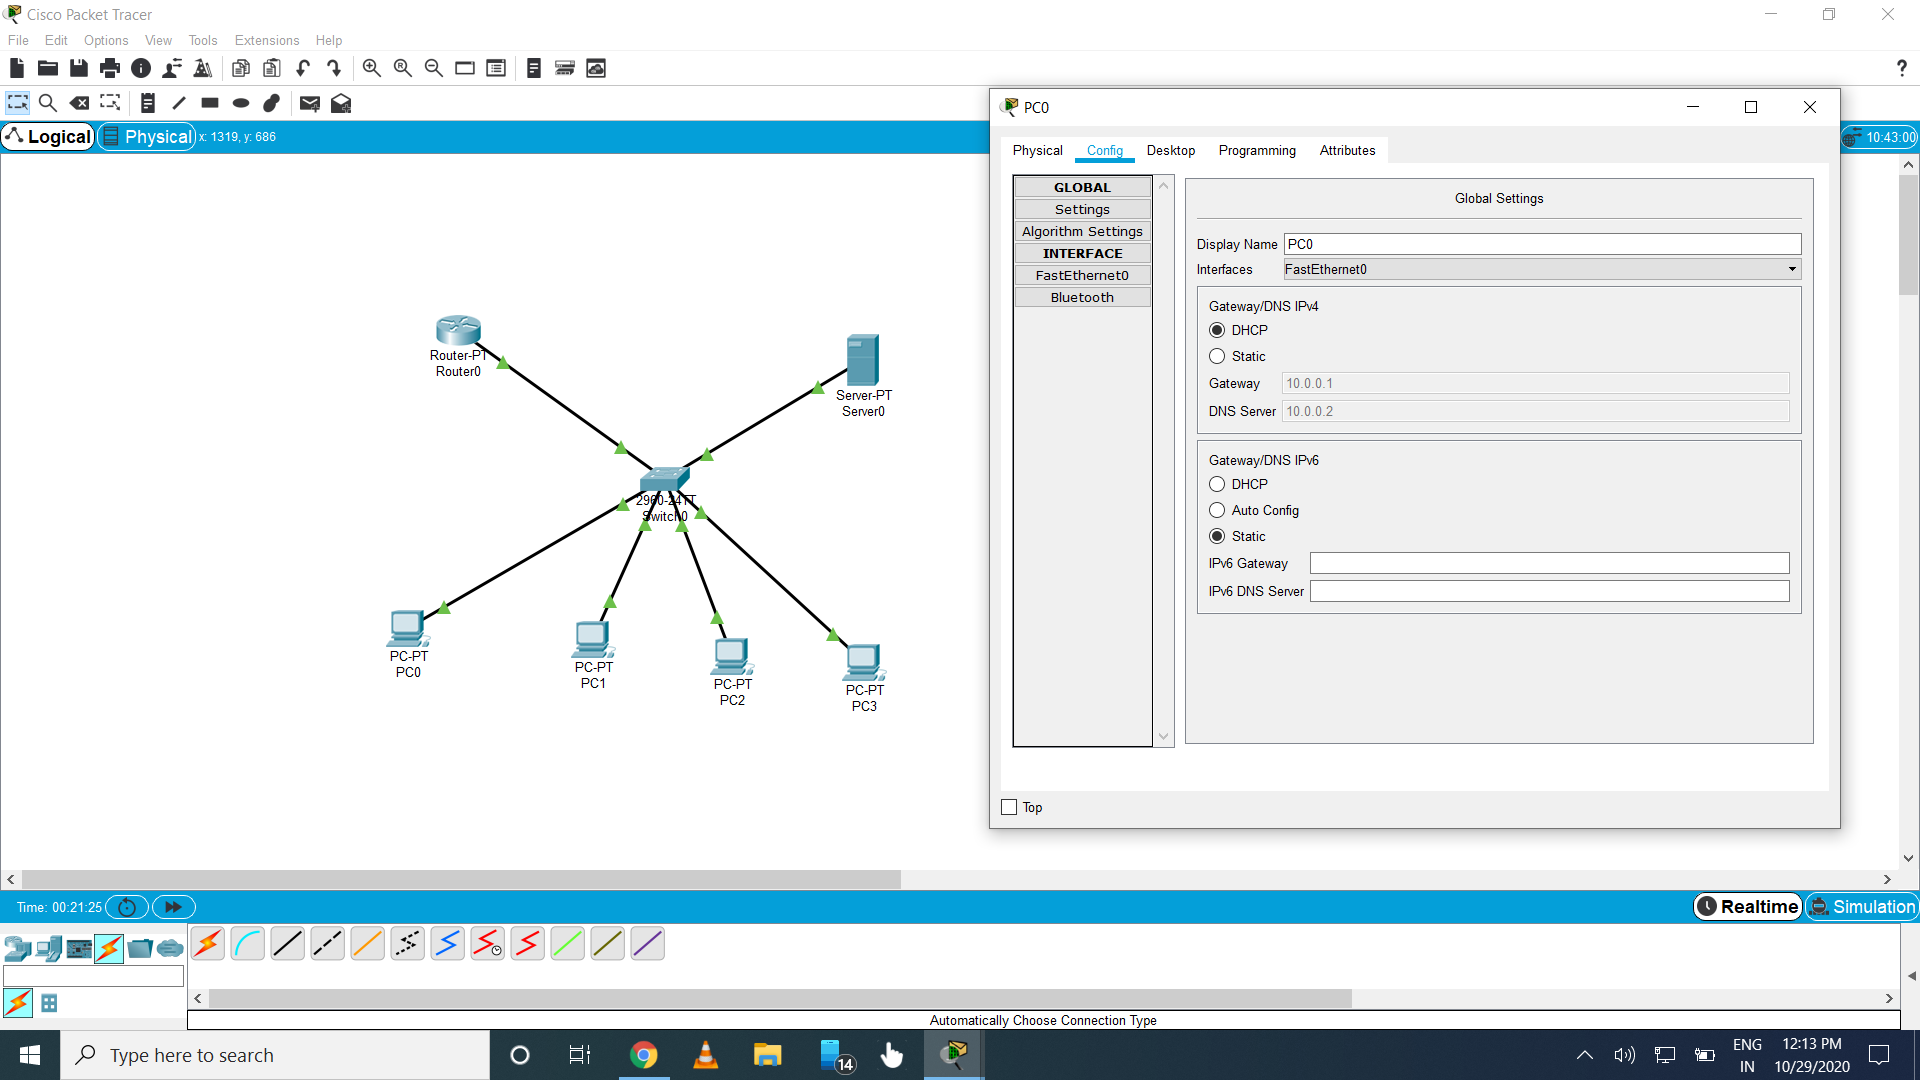 Cisco Packet Tracer
File Edit Options View Tools Extensions Help
Logical Physical x: 1319, y: 686
10:43:00
Router-PT
Router0
Server-PT
Server0
2960-24TT
Switch0
PC-PT
PC0
PC-PT
PC1
PC-PT
PC2
PC-PT
PC3
PC0
Physical Config Desktop Programming Attributes
GLOBAL
Settings
Algorithm Settings
INTERFACE
FastEthernet0
Bluetooth
Global Settings
Display Name PC0
Interfaces FastEthernet0
Gateway/DNS IPv4
DHCP
Static
Gateway 10.0.0.1
DNS Server 10.0.0.2
Gateway/DNS IPv6
DHCP
Auto Config
Static
IPv6 Gateway
IPv6 DNS Server
Top
Time: 00:21:25
Realtime Simulation
Automatically Choose Connection Type
Type here to search
14
ENG
IN
12:13 PM
10/29/2020